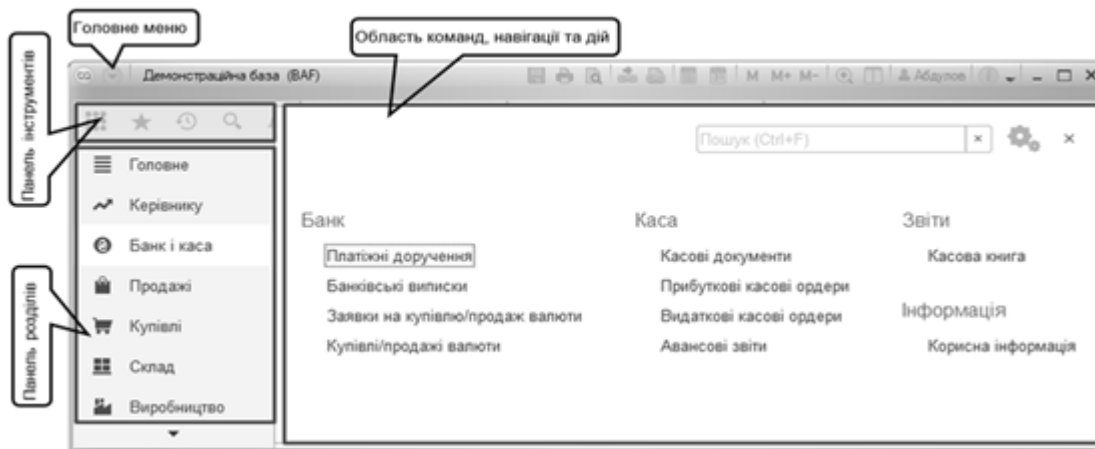 Головне меню
Область команд, навігації та дій
Панель інструментів
Демонстраційна база (BAF)
M M+ M-
Абдулов
Пошук (Ctrl+F)
Головне
Керівнику
Банк і каса
Продажі
Купівлі
Склад
Виробництво
Панель розділів
Банк
Платіжні доручення
Банківські виписки
Заявки на купівлю/продаж валюти
Купівлі/продажі валюти
Каса
Касові документи
Прибуткові касові ордери
Видаткові касові ордери
Авансові звіти
Звіти
Касова книга
Інформація
Корисна інформація